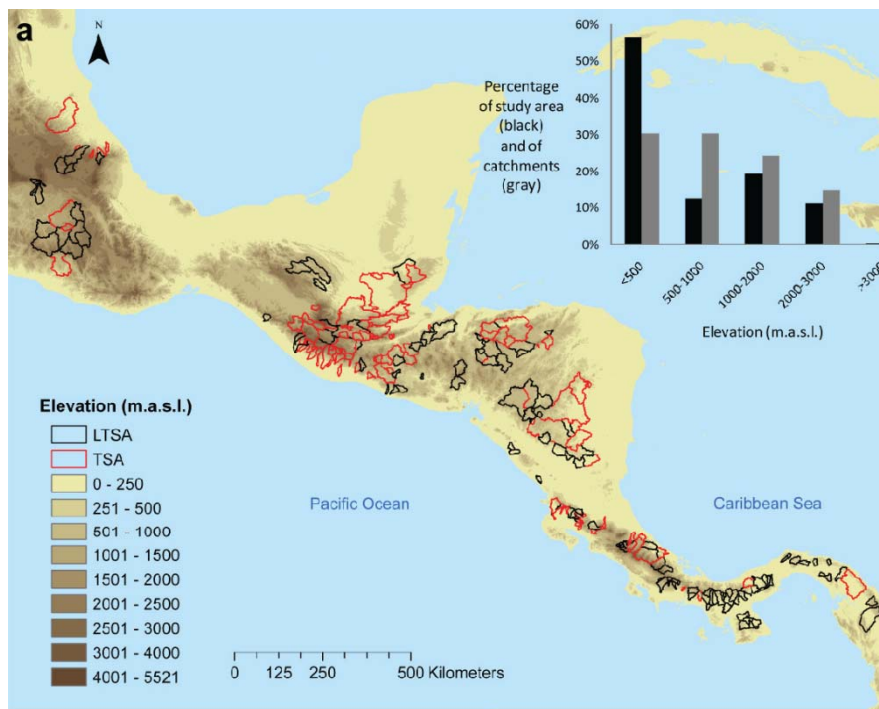 a
N
60%
50%
40%
30%
20%
10%
0%
Percentage
of study area
(black)
and of
catchments
(gray)
<500
500-1000
1000-2000
2000-3000
>3000
Elevation (m.a.s.l.)
Elevation (m.a.s.l.)
LTSA
TSA
0 - 250
251 - 500
501 - 1000
1001 - 1500
1501 - 2000
2001 - 2500
2501 - 3000
3001 - 4000
4001 - 5521
Pacific Ocean
Caribbean Sea
0 125 250 500 Kilometers